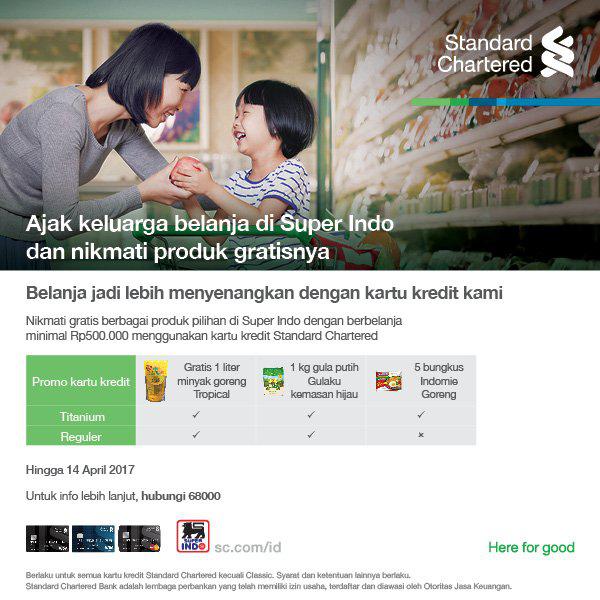 Standard
Chartered
Ajak keluarga belanja di Super Indo
dan nikmati produk gratisnya
Belanja jadi lebih menyenangkan dengan kartu kredit kami
Nikmati gratis berbagai produk pilihan di Super Indo dengan berbelanja
minimal Rp500.000 menggunakan kartu kredit Standard Chartered
Promo kartu kredit
Gratis 1 liter
minyak goreng
Tropical
1 kg gula putih
Gulaku
kemasan hijau
5 bungkus
Indomie
Goreng
Titanium ✓ ✓ ✓
Reguler ✓ ✓ ×
Hingga 14 April 2017
Untuk info lebih lanjut, hubungi 68000
SUPER
INDO
sc.com/id
Here for good
Berlaku untuk semua kartu kredit Standard Chartered kecuali Classic. Syarat dan ketentuan lainnya berlaku.
Standard Chartered Bank adalah lembaga perbankan yang telah memiliki izin usaha, terdaftar dan diawasi oleh Otoritas Jasa Keuangan.